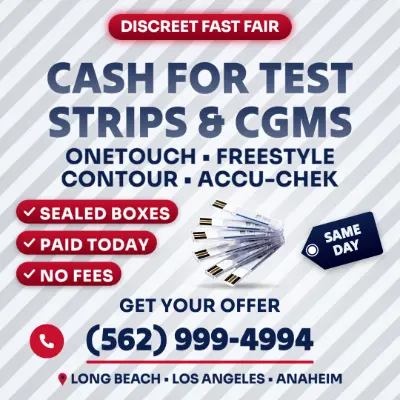 DISCREET FAST FAIR
CASH FOR TEST
STRIPS & CGMS
ONETOUCH ▪ FREESTYLE
CONTOUR ▪ ACCU-CHEK
✓ SEALED BOXES
✓ PAID TODAY
✓ NO FEES
SAME
DAY
GET YOUR OFFER
(562) 999-4994
LONG BEACH ▪ LOS ANGELES ▪ ANAHEIM